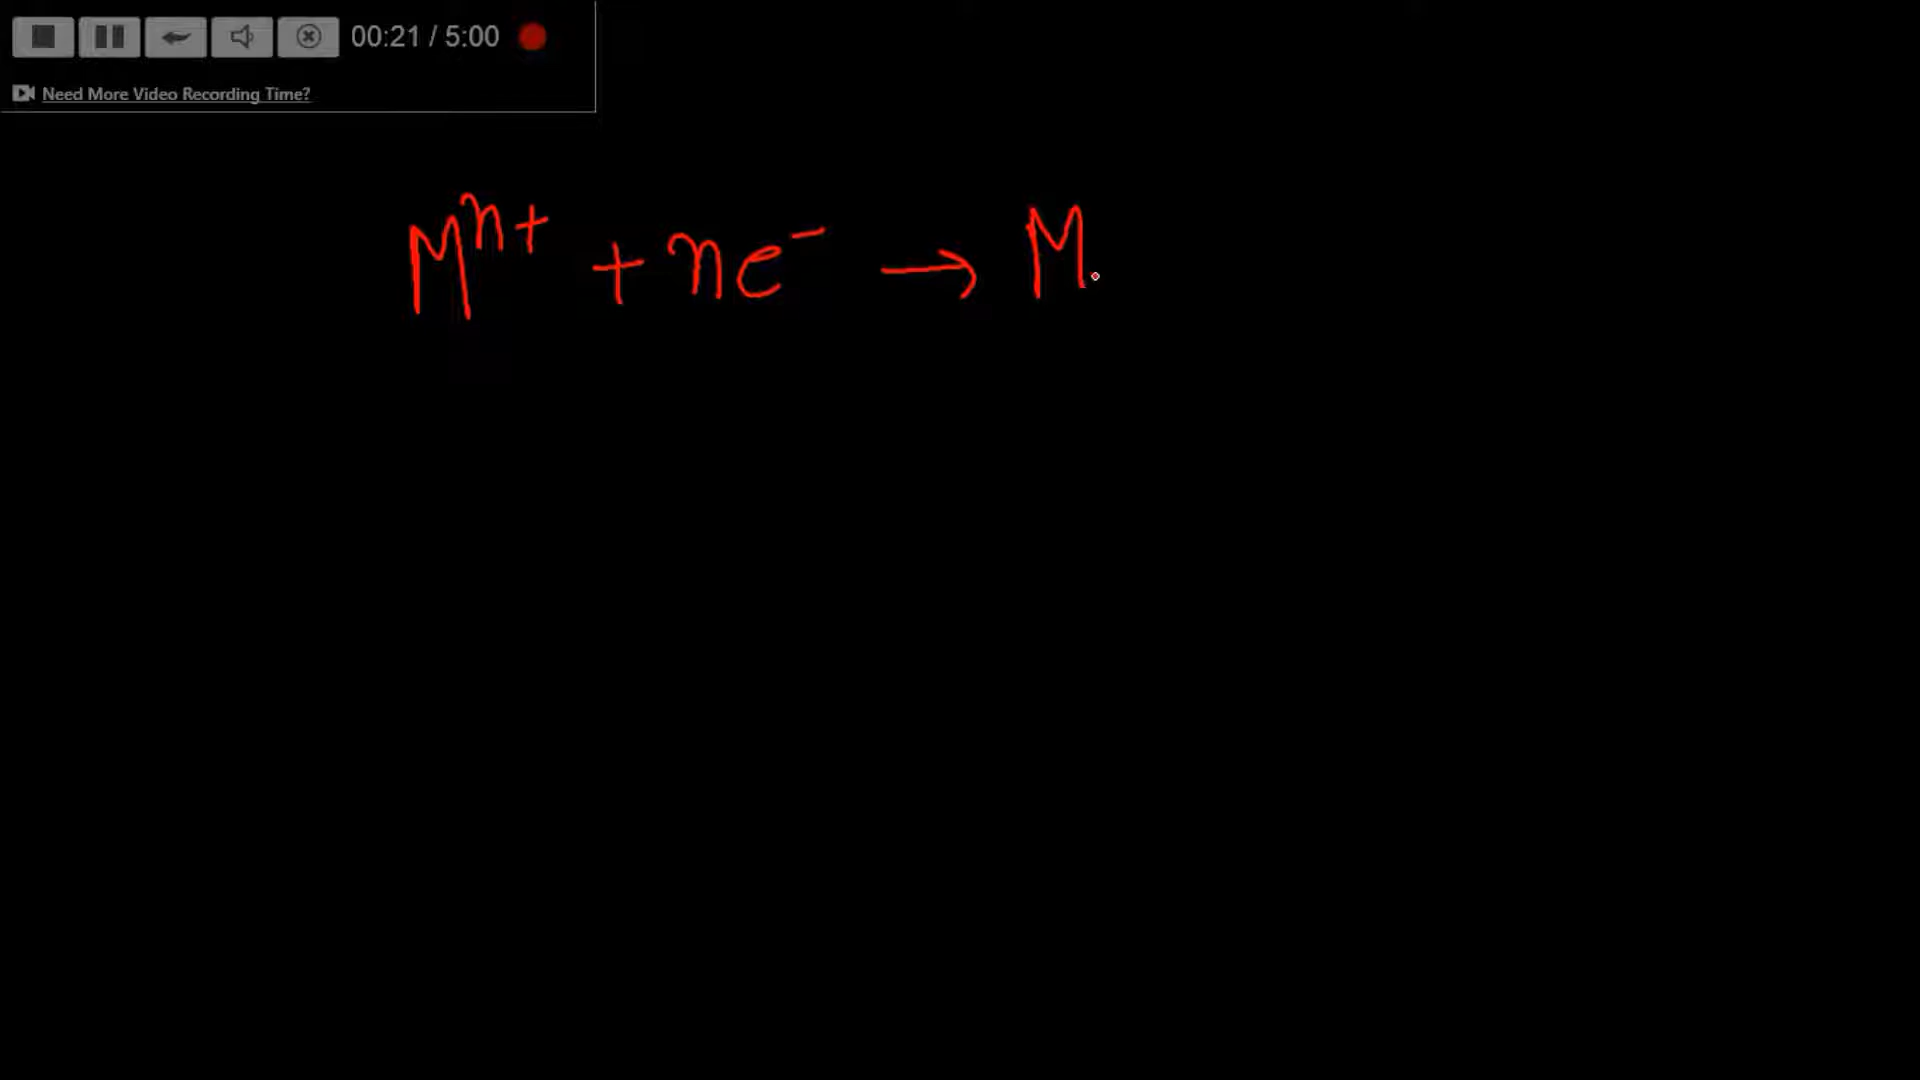 00:21 / 5:00
Need More Video Recording Time?
Mⁿ⁺ + ne⁻ → M